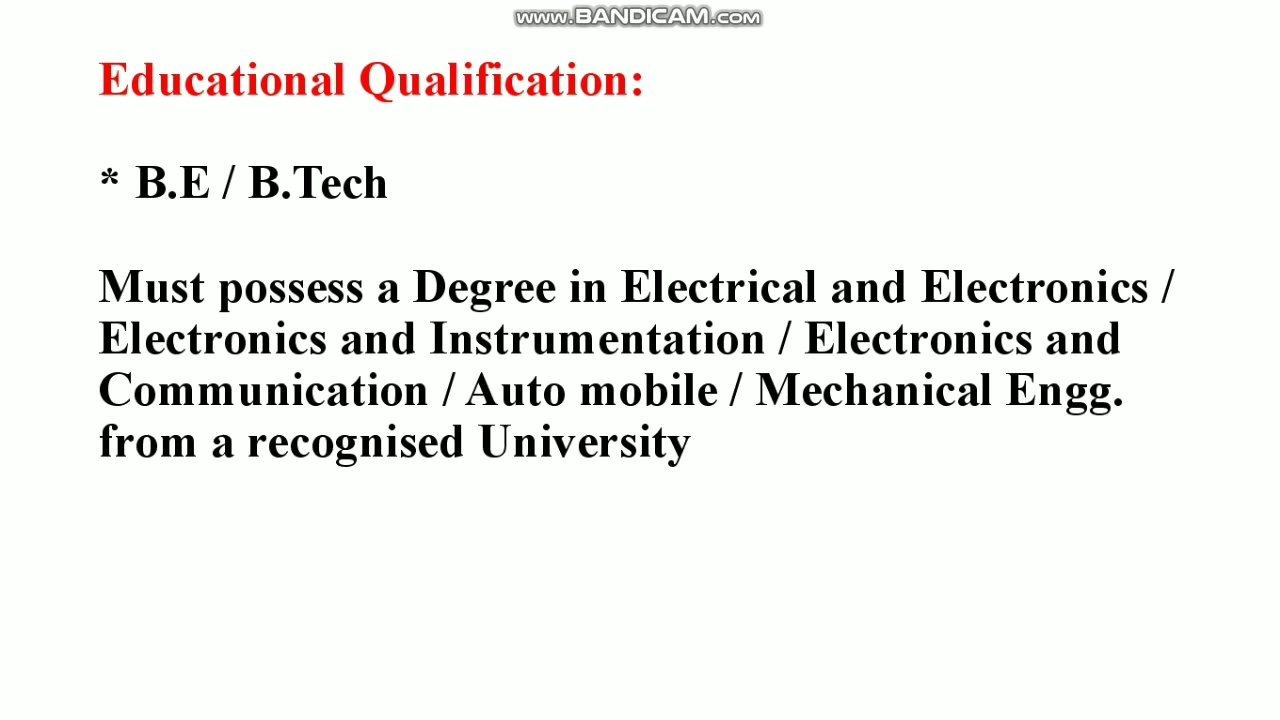 www.BANDICAM.com
Educational Qualification:
* B.E / B.Tech
Must possess a Degree in Electrical and Electronics /
Electronics and Instrumentation / Electronics and
Communication / Auto mobile / Mechanical Engg.
from a recognised University